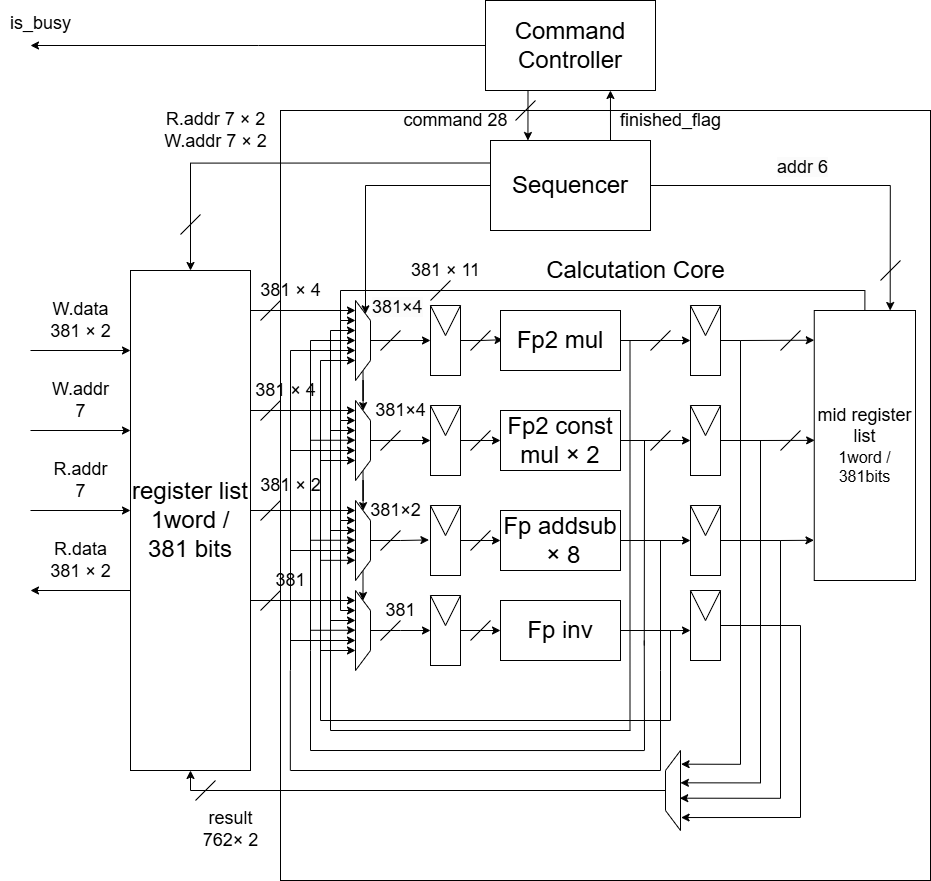 is_busy
Command
Controller
R.addr 7 × 2
W.addr 7 × 2
command 28
finished_flag
Sequencer
addr 6
Calcutation Core
381 × 11
381 × 4
381×4
Fp2 mul
W.data
381 × 2
W.addr
7
381 × 4
381×4
Fp2 const
mul × 2
mid register
list
1word /
381bits
R.addr
7
register list
1word /
381 bits
381 × 2
381×2
Fp addsub
× 8
R.data
381 × 2
381
381
Fp inv
result
762× 2